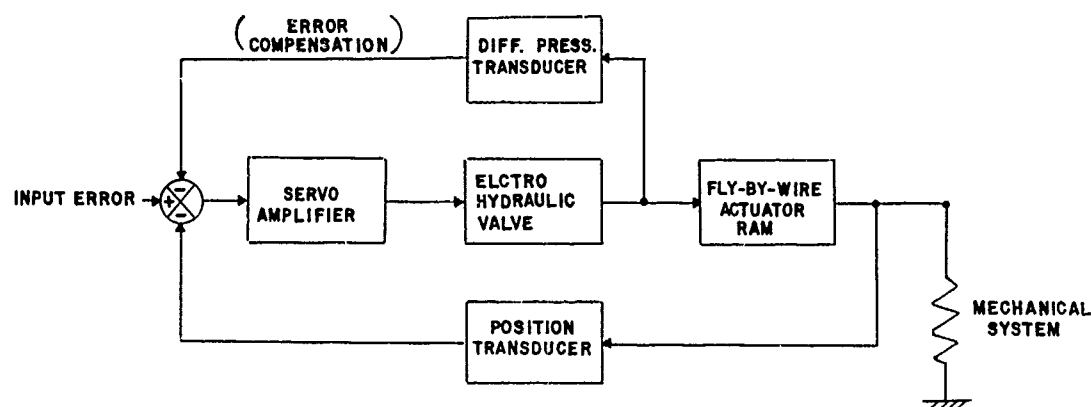 (ERROR
COMPENSATION)
DIFF. PRESS.
TRANSDUCER
INPUT ERROR
+
-
-
SERVO
AMPLIFIER
ELCTRO
HYDRAULIC
VALVE
FLY-BY-WIRE
ACTUATOR
RAM
POSITION
TRANSDUCER
MECHANICAL
SYSTEM